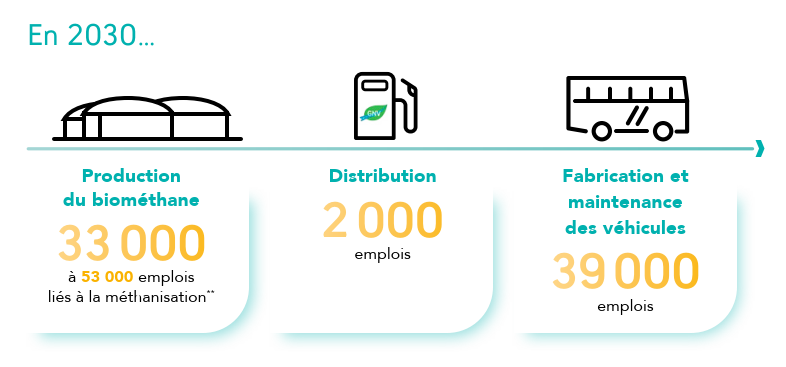 En 2030...
GNV
Production
du biométhane
33 000
à 53 000 emplois
liés à la méthanisation**
Distribution
2 000
emplois
Fabrication et
maintenance
des véhicules
39 000
emplois